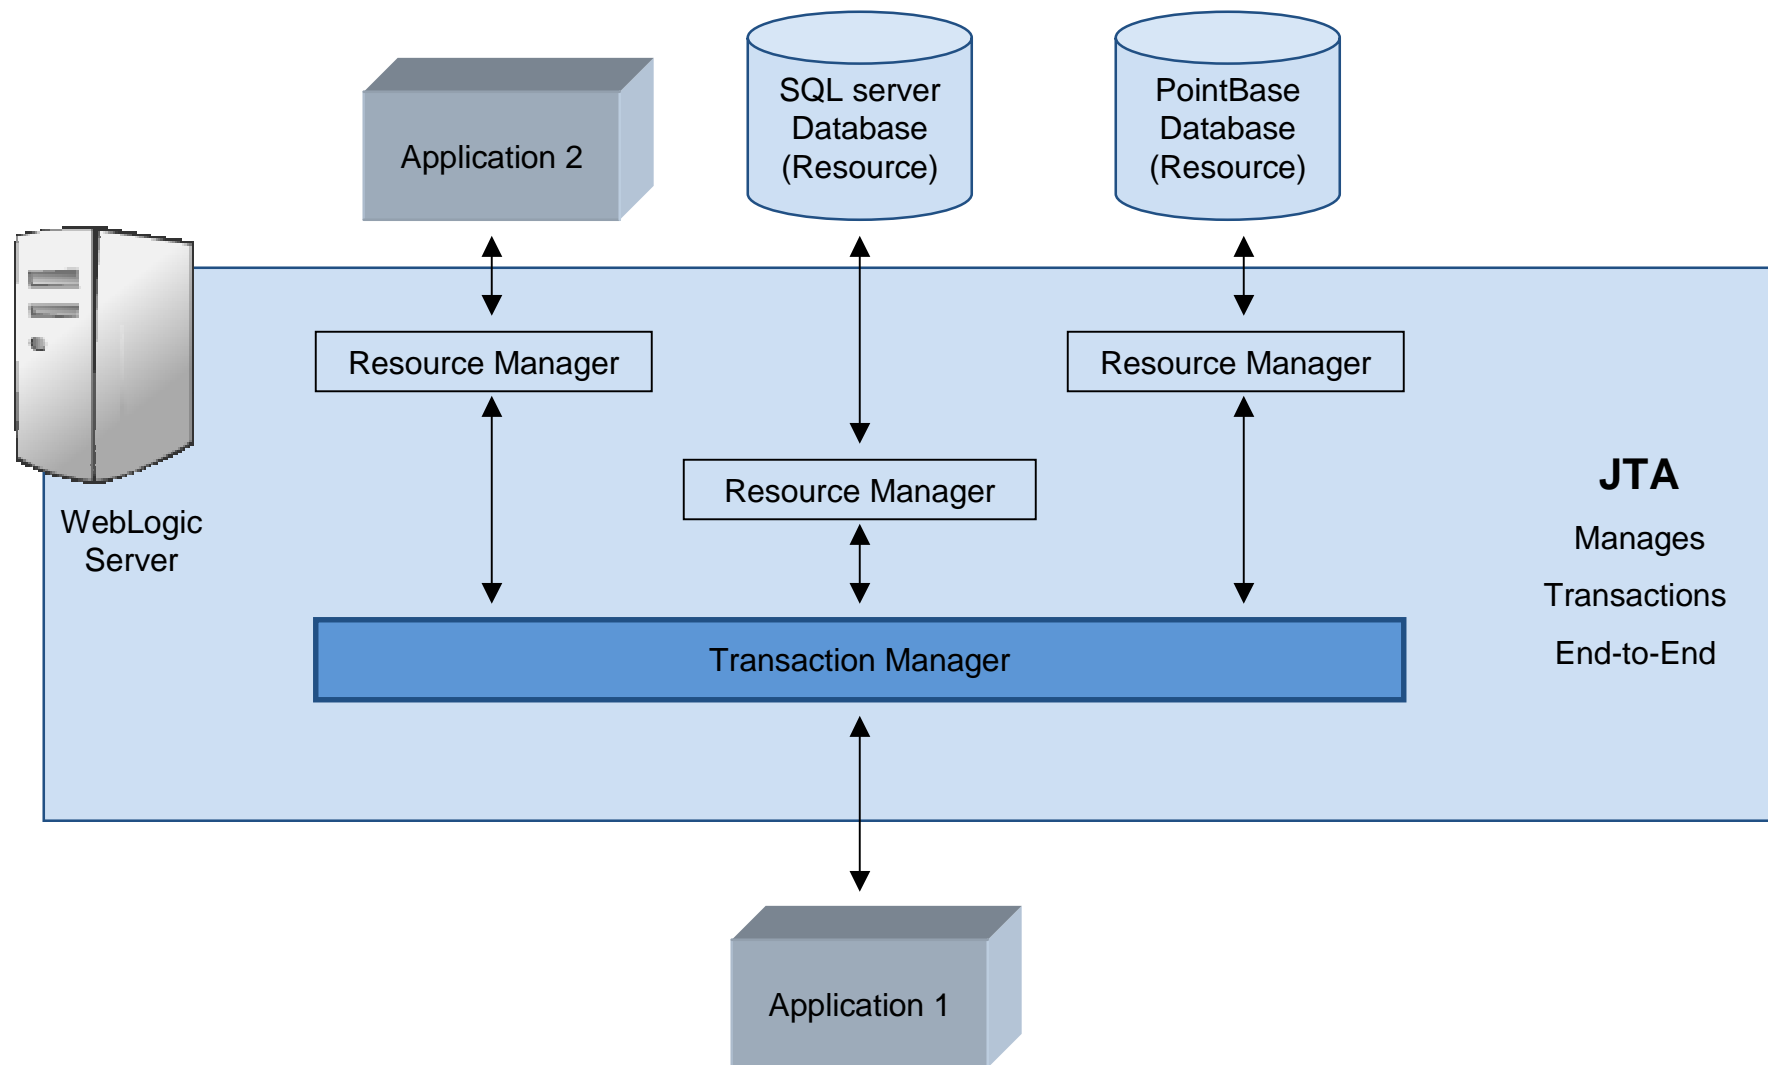 Application 2
SQL server
Database
(Resource)
PointBase
Database
(Resource)
Resource Manager
Resource Manager
Resource Manager
WebLogic
Server
JTA
Manages
Transactions
End-to-End
Transaction Manager
Application 1